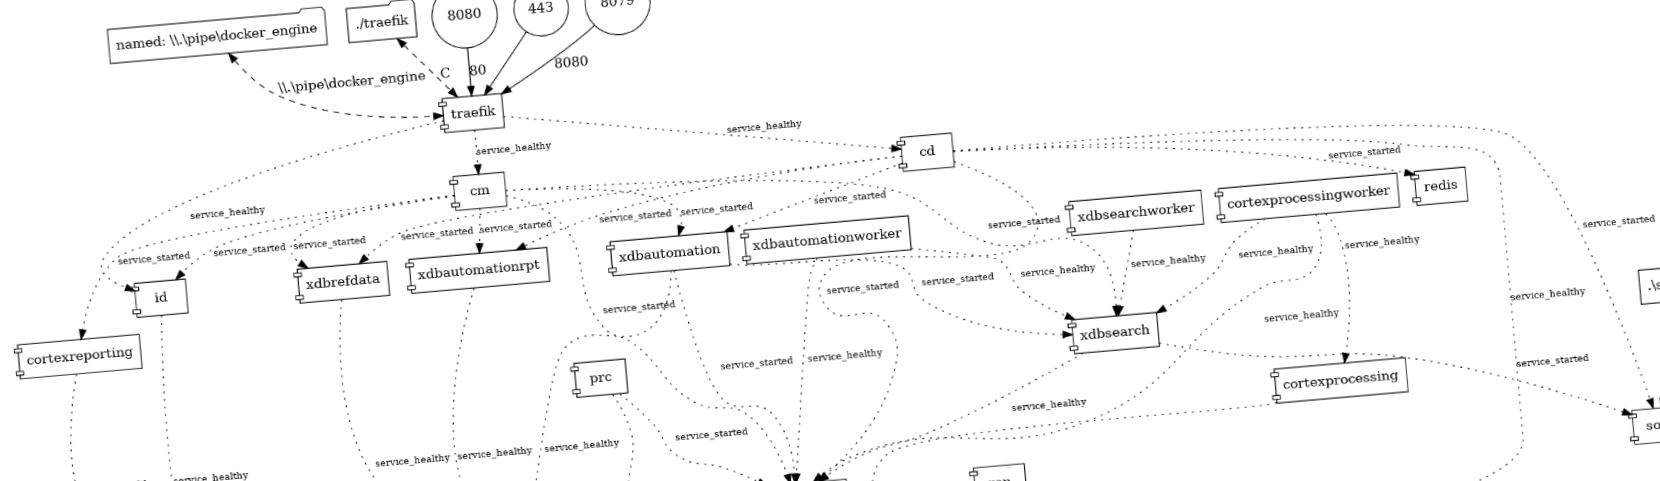 8080
443
8079
named: \\.\pipe\docker_engine
./traefik
\\.\pipe\docker_engine
C
80
8080
traefik
service_healthy
service_healthy
cd
service_started
cm
redis
cortexprocessingworker
xdbsearchworker
service_healthy
service_started
service_started
service_started
service_started
service_started
service_started
service_started
service_started
service_started
service_started
xdbautomation
xdbautomationworker
service_healthy
service_healthy
service_healthy
service_started
service_healthy
xdbautomationrpt
xdbrefdata
id
service_started
service_started
service_healthy
service_healthy
.\s
cortexreporting
xdbsearch
prc
service_started
service_healthy
service_started
cortexprocessing
service_healthy
service_started
so
service_healthy
service_healthy
service_healthy
service_healthy